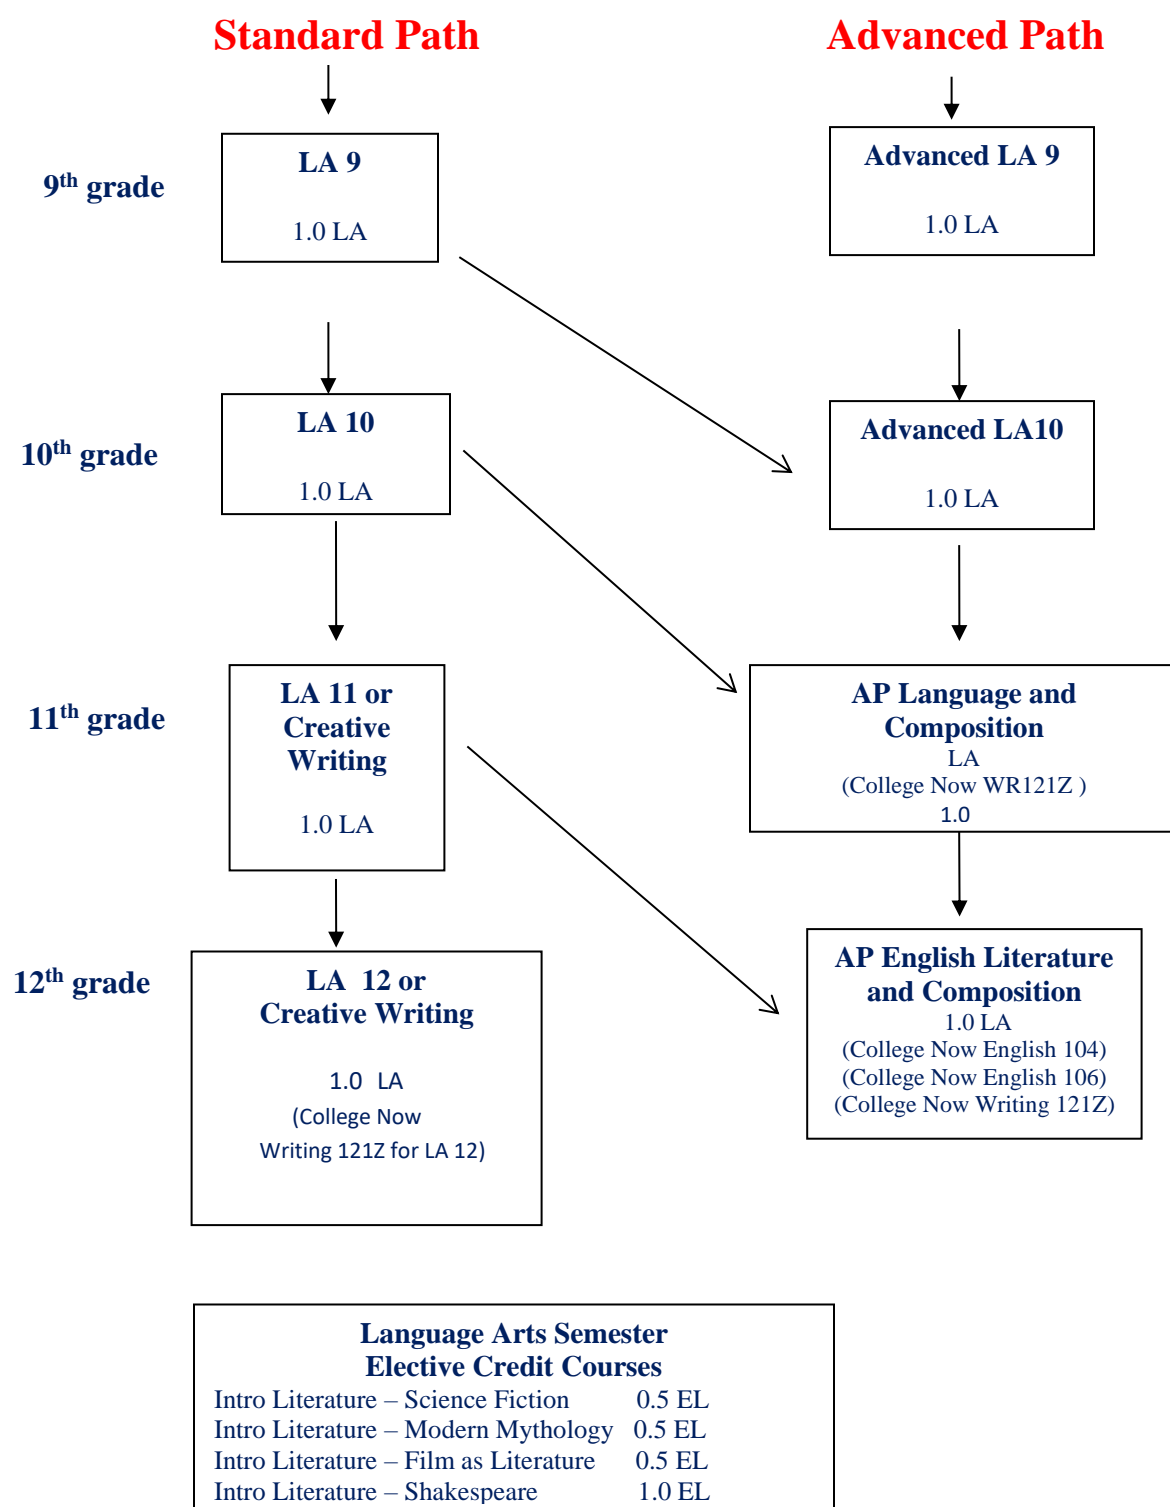 Standard Path
Advanced Path
9th grade
LA 9
1.0 LA
Advanced LA 9
1.0 LA
10th grade
LA 10
1.0 LA
Advanced LA10
1.0 LA
11th grade
LA 11 or
Creative
Writing
1.0 LA
AP Language and
Composition
LA
(College Now WR121Z )
1.0
12th grade
LA 12 or
Creative Writing
1.0 LA
(College Now
Writing 121Z for LA 12)
AP English Literature
and Composition
1.0 LA
(College Now English 104)
(College Now English 106)
(College Now Writing 121Z)
Language Arts Semester
Elective Credit Courses
Intro Literature – Science Fiction 0.5 EL
Intro Literature – Modern Mythology 0.5 EL
Intro Literature – Film as Literature 0.5 EL
Intro Literature – Shakespeare 1.0 EL